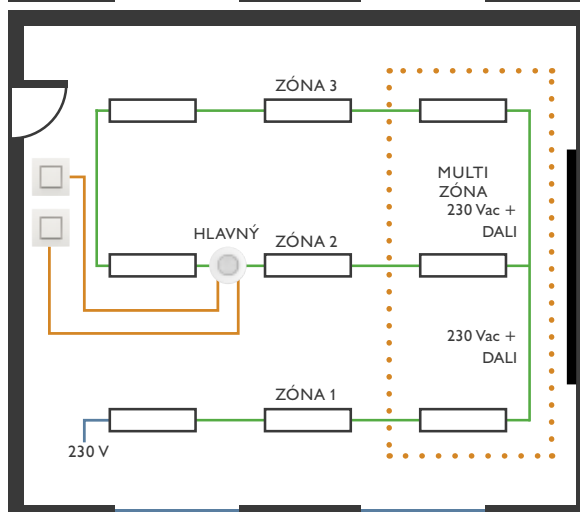 ZÓNA 3
MULTI
ZÓNA
230 Vac +
DALI
HLAVNÝ
ZÓNA 2
230 Vac +
DALI
ZÓNA 1
230 V